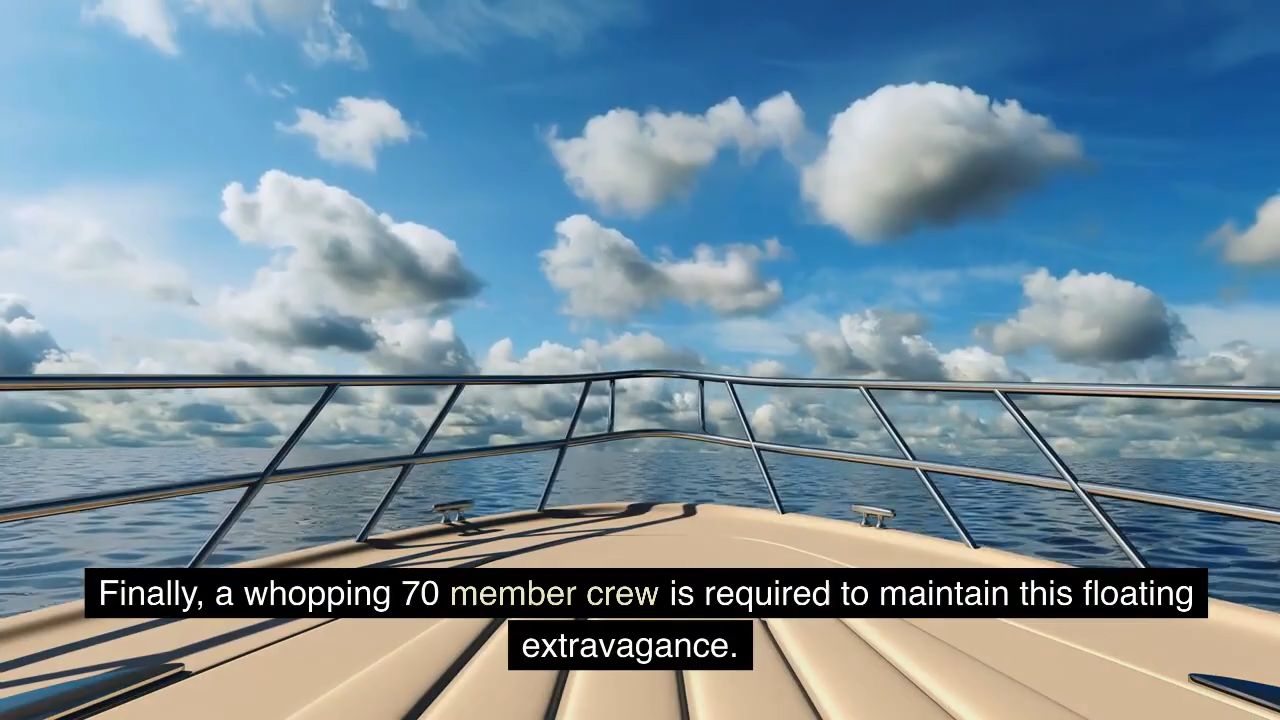 Finally, a whopping 70 member crew is required to maintain this floating
extravagance.